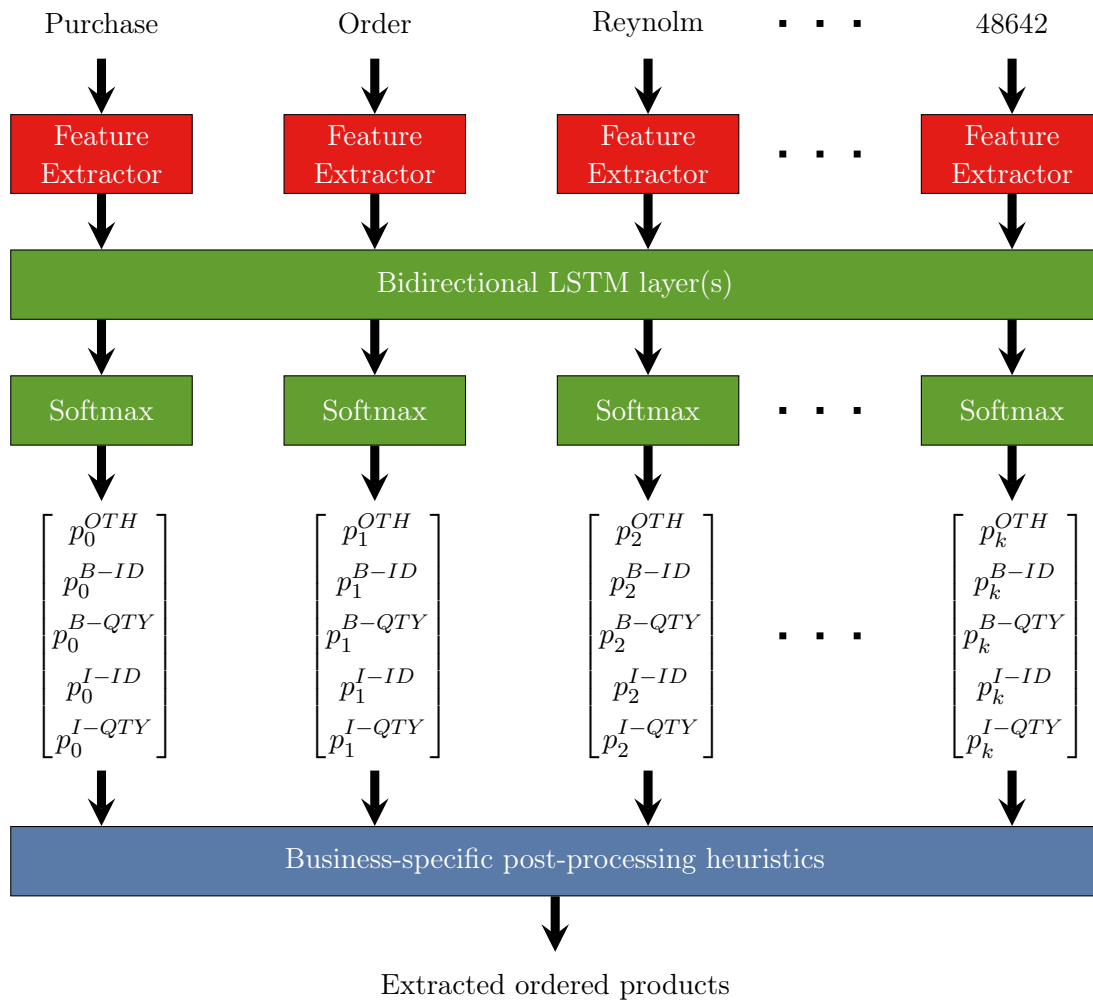 Purchase Order Reynolm . . . 48642
Feature Feature Feature Feature
Extractor Extractor Extractor . . . Extractor
Bidirectional LSTM layer(s)
Softmax Softmax Softmax . . . Softmax
p_0^{OTH} p_1^{OTH} p_2^{OTH} p_k^{OTH}
p_0^{B-ID} p_1^{B-ID} p_2^{B-ID} p_k^{B-ID}
p_0^{B-QTY} p_1^{B-QTY} p_2^{B-QTY} . . . p_k^{B-QTY}
p_0^{I-ID} p_1^{I-ID} p_2^{I-ID} p_k^{I-ID}
p_0^{I-QTY} p_1^{I-QTY} p_2^{I-QTY} p_k^{I-QTY}
Business-specific post-processing heuristics
Extracted ordered products